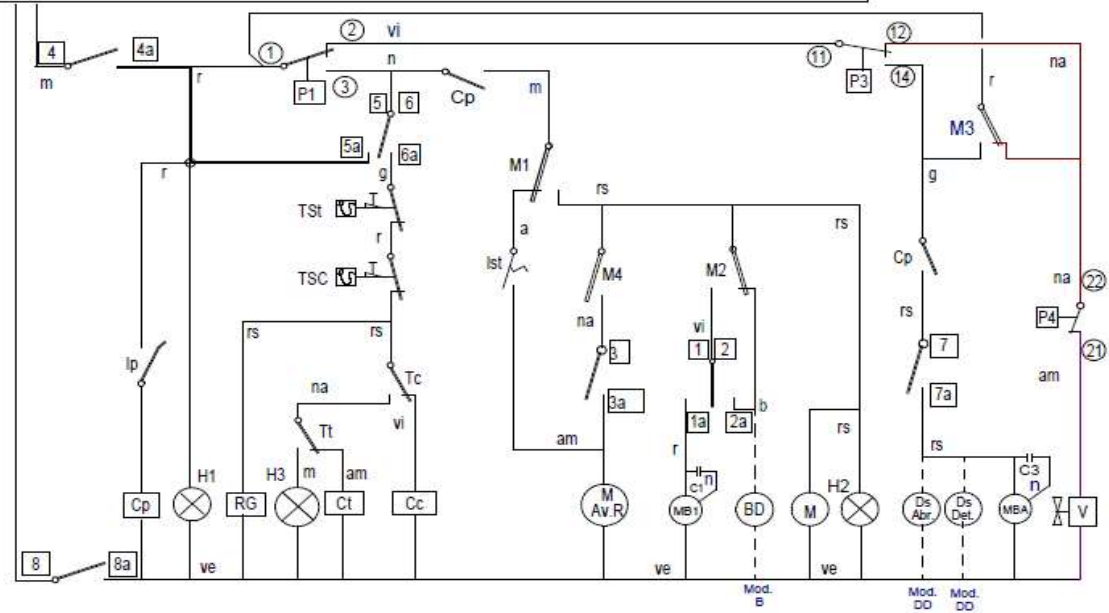 4
4a
1
2
vi
12
m
r
3
n
11
14
na
P1
Cp
P3
m
r
5
6
M3
5a
6a
M1
r
g
g
TSt
rs
a
rs
Cp
r
Ist
M4
M2
22
TSC
na
P4
rs
rs
na
vi
rs
21
Ip
3
1
2
7
Tc
am
na
3a
7a
vi
1a
2a
b
Tt
am
r
rs
rs
H1
H3
m
am
C1
n
H2
C3
n
Cp
RG
Ct
Cc
M
Av.R
MB1
BD
M
Ds
Abr.
Ds
Det.
MBA
V
8
8a
ve
ve
ve
Mod.
B
Mod.
DD
Mod.
DD